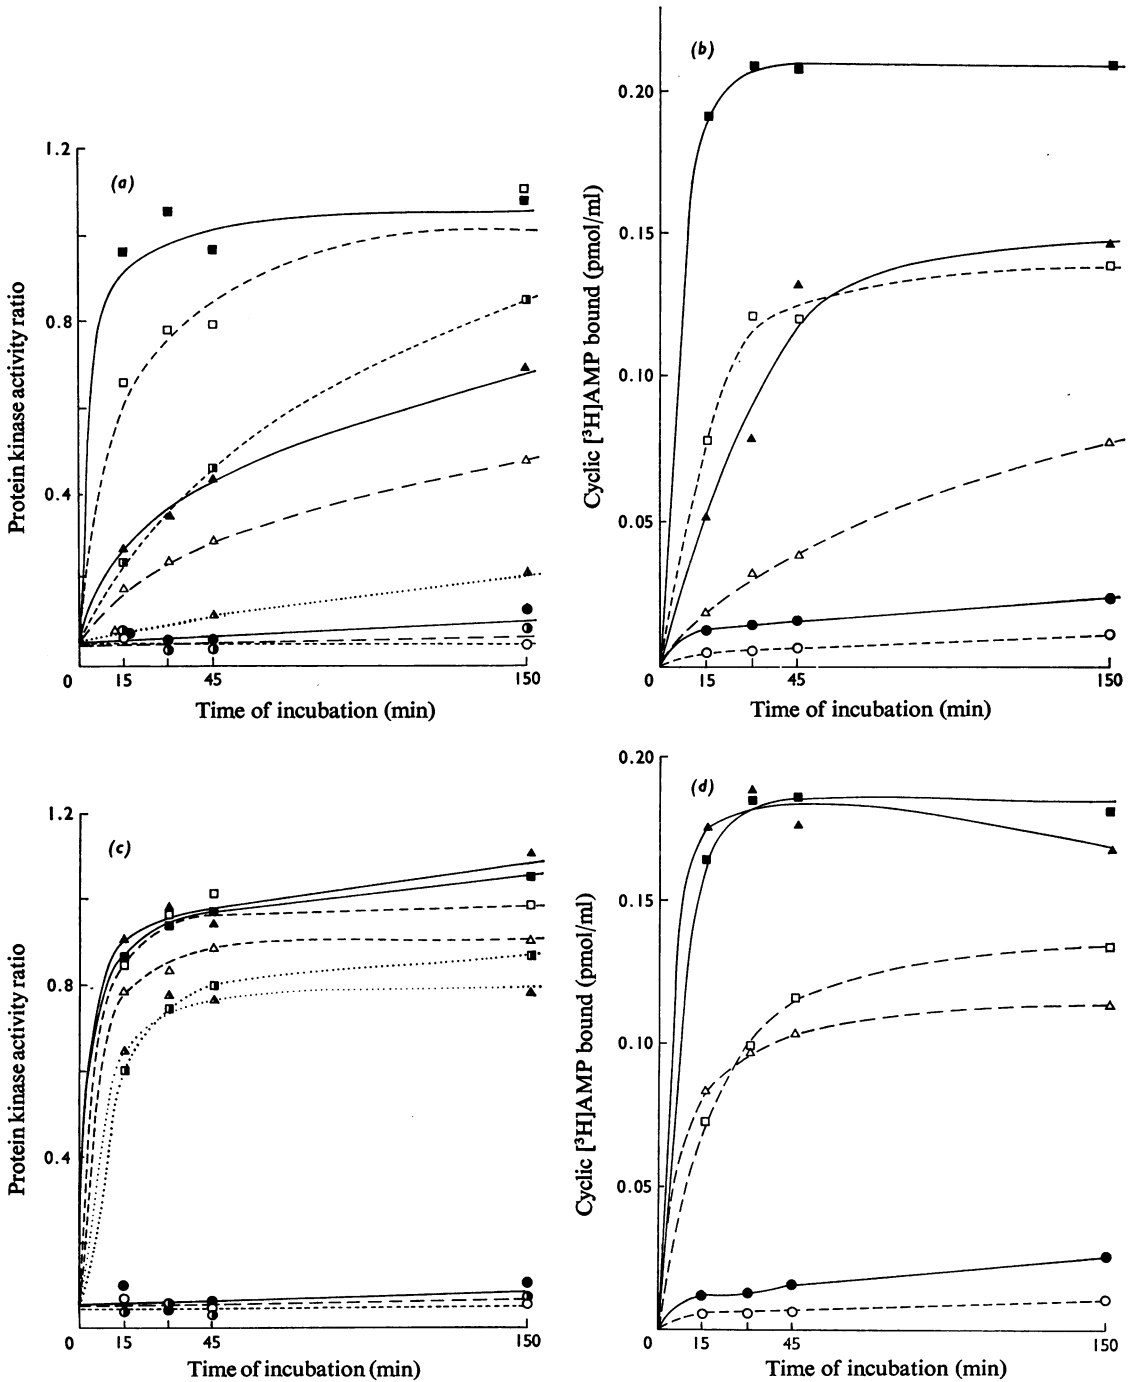 (a)
Protein kinase activity ratio
1.2
0.8
0.4
0
15
45
150
Time of incubation (min)
(b)
Cyclic [³H]AMP bound (pmol/ml)
0.20
0.15
0.10
0.05
0
15
45
150
Time of incubation (min)
(c)
Protein kinase activity ratio
1.2
0.8
0.4
0
15
45
150
Time of incubation (min)
(d)
Cyclic [³H]AMP bound (pmol/ml)
0.20
0.15
0.10
0.05
0
15
45
150
Time of incubation (min)